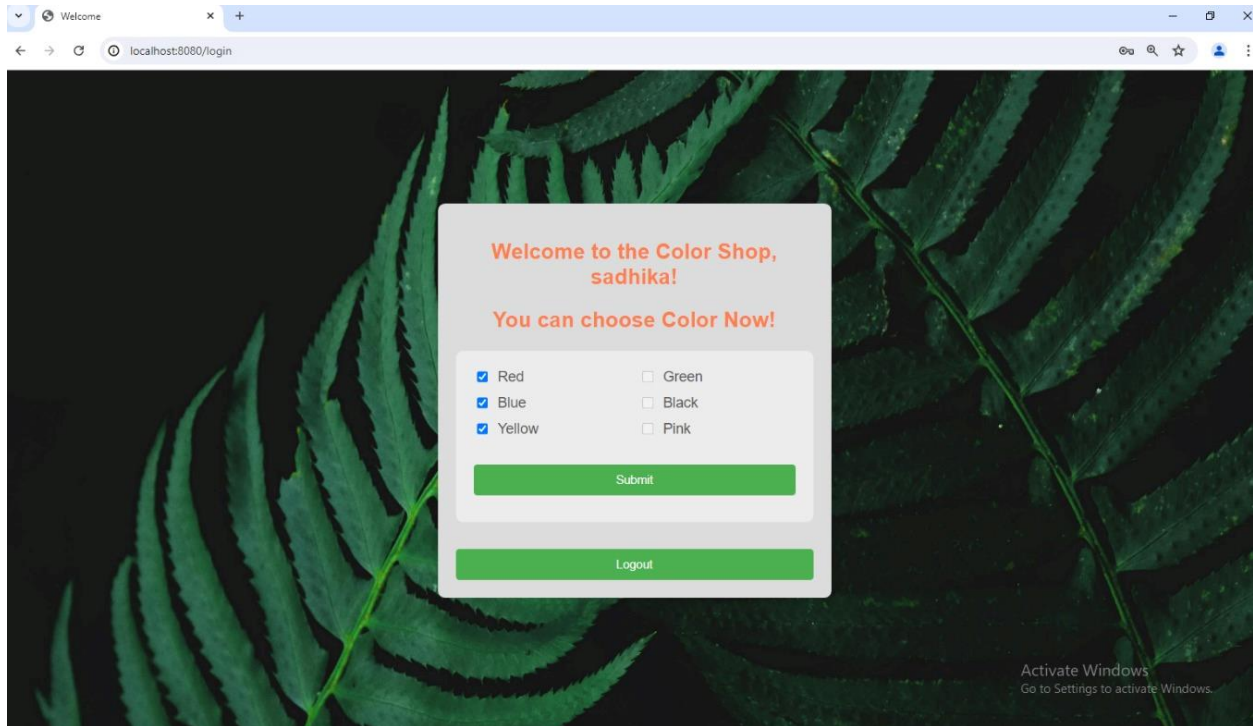 Welcome
localhost:8080/login
Welcome to the Color Shop,
sadhika!
You can choose Color Now!
Red
Green
Blue
Black
Yellow
Pink
Submit
Logout
Activate Windows
Go to Settings to activate Windows.